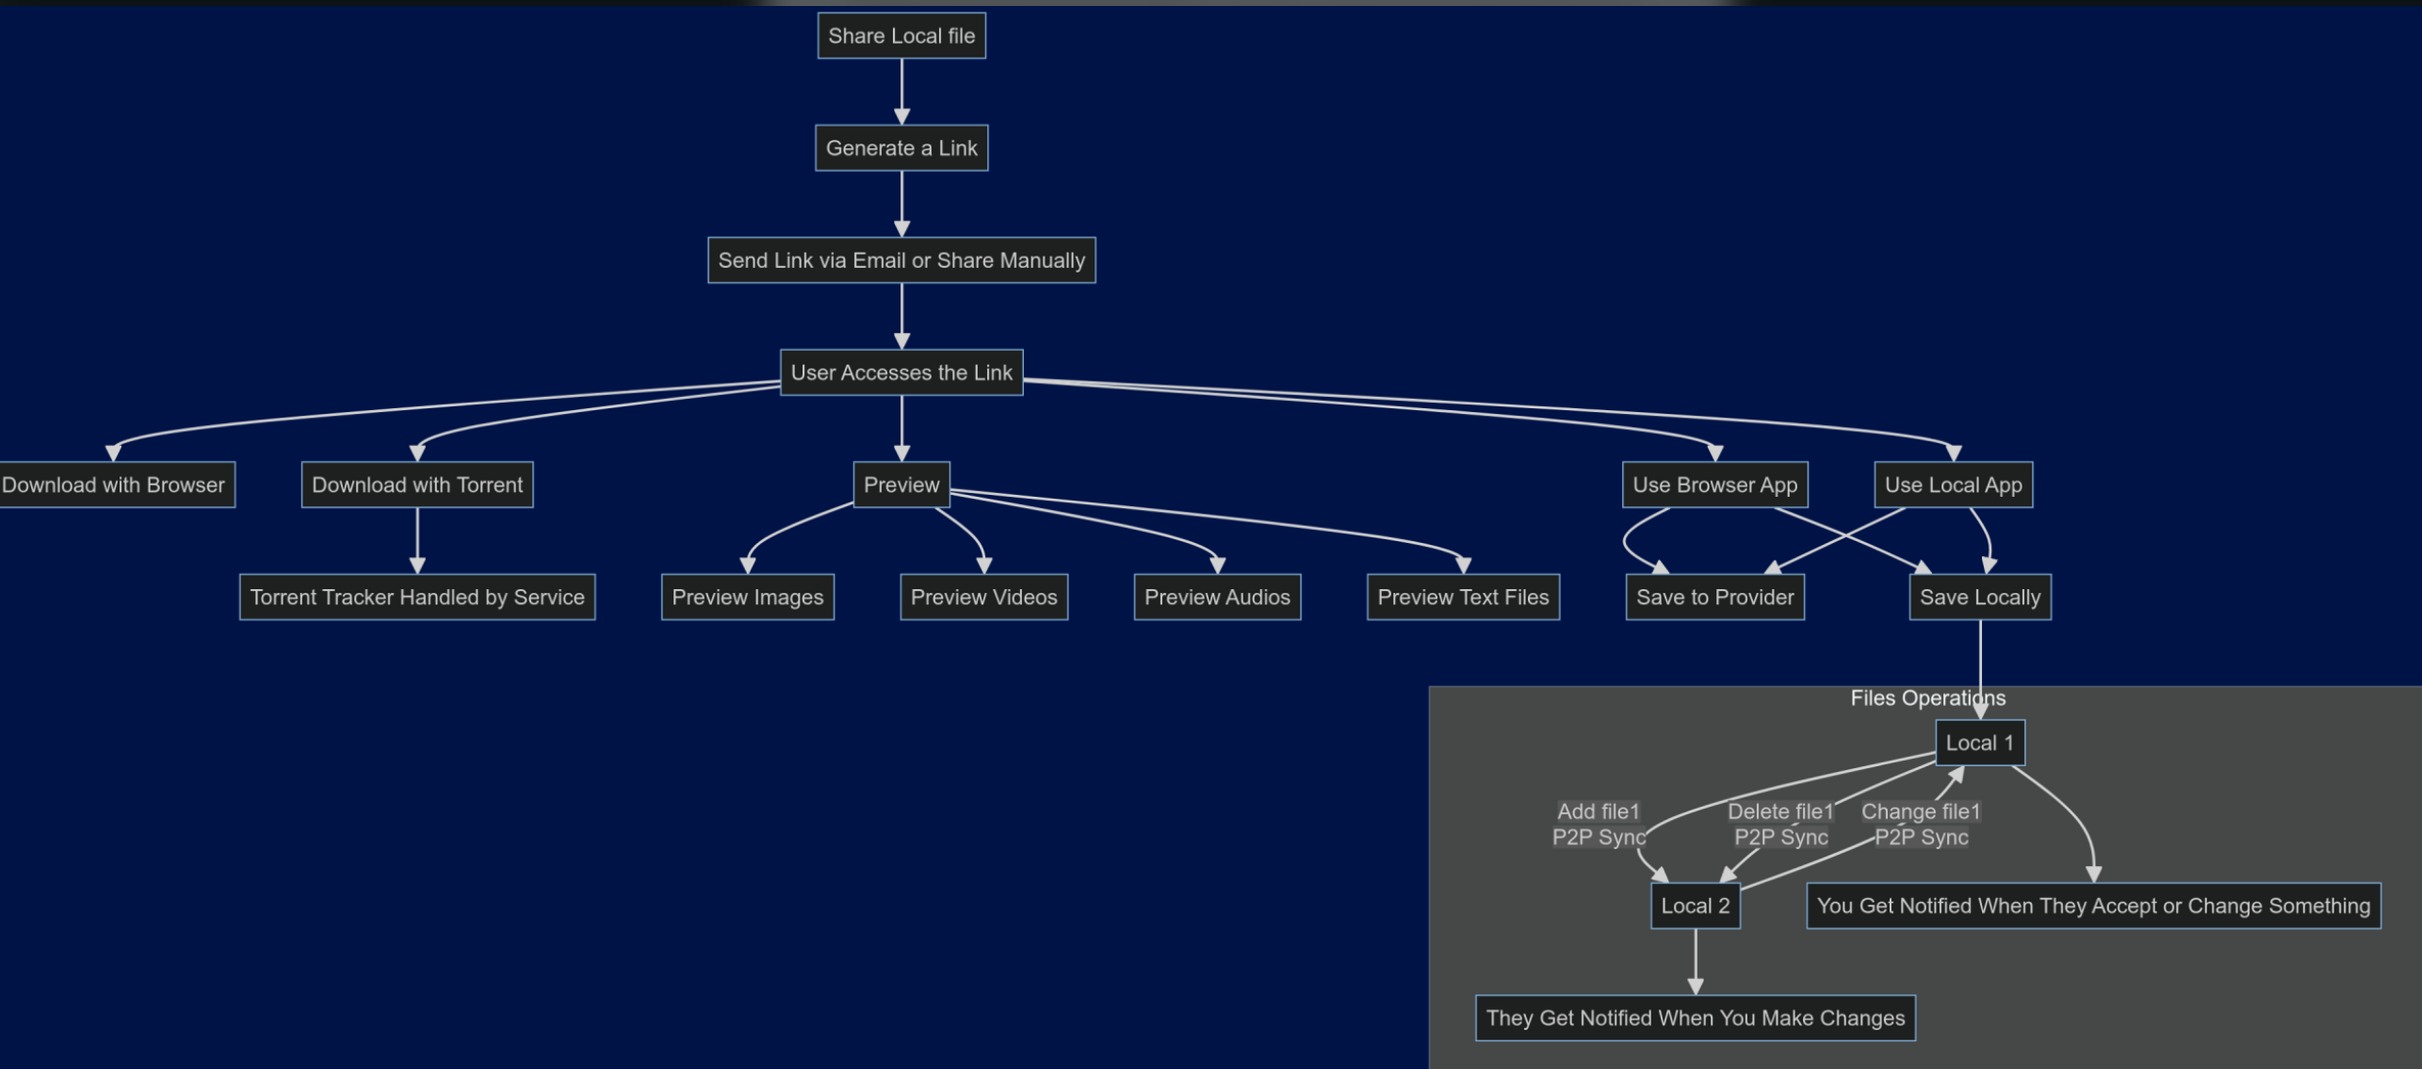 Share Local file
Generate a Link
Send Link via Email or Share Manually
User Accesses the Link
Download with Browser
Download with Torrent
Preview
Use Browser App
Use Local App
Torrent Tracker Handled by Service
Preview Images
Preview Videos
Preview Audios
Preview Text Files
Save to Provider
Save Locally
Files Operations
Local 1
Add file1
P2P Sync
Delete file1
P2P Sync
Change file1
P2P Sync
Local 2
You Get Notified When They Accept or Change Something
They Get Notified When You Make Changes